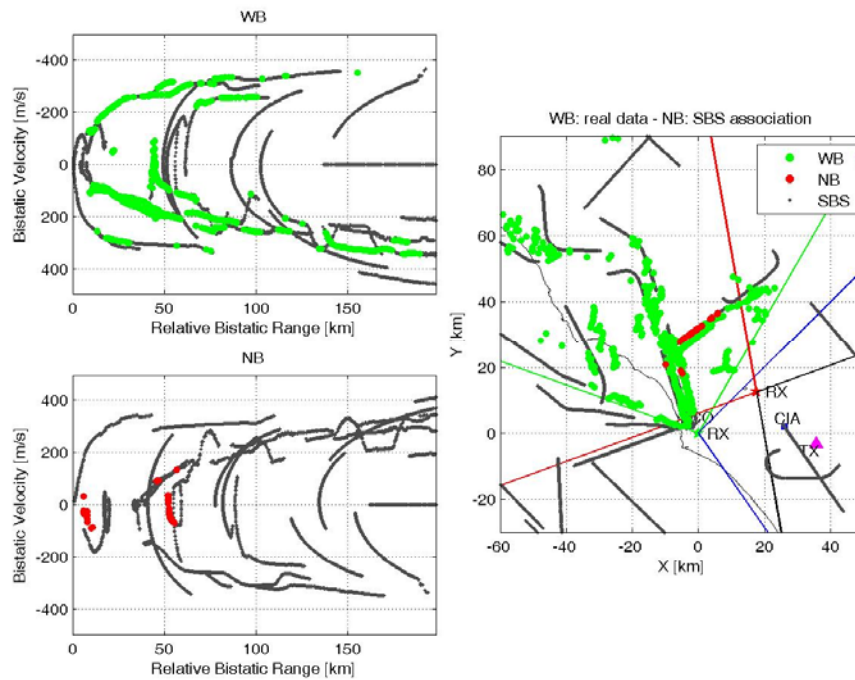 WB
-400
-200
0
200
400
0 50 100 150
Bistatic Velocity [m/s]
Relative Bistatic Range [km]
NB
-400
-200
0
200
400
0 50 100 150
Bistatic Velocity [m/s]
Relative Bistatic Range [km]
WB: real data - NB: SBS association
80
60
40
20
0
-20
-60 -40 -20 0 20 40
Y [km]
X [km]
WB
NB
SBS
RX
CO
RX
CIA
TX